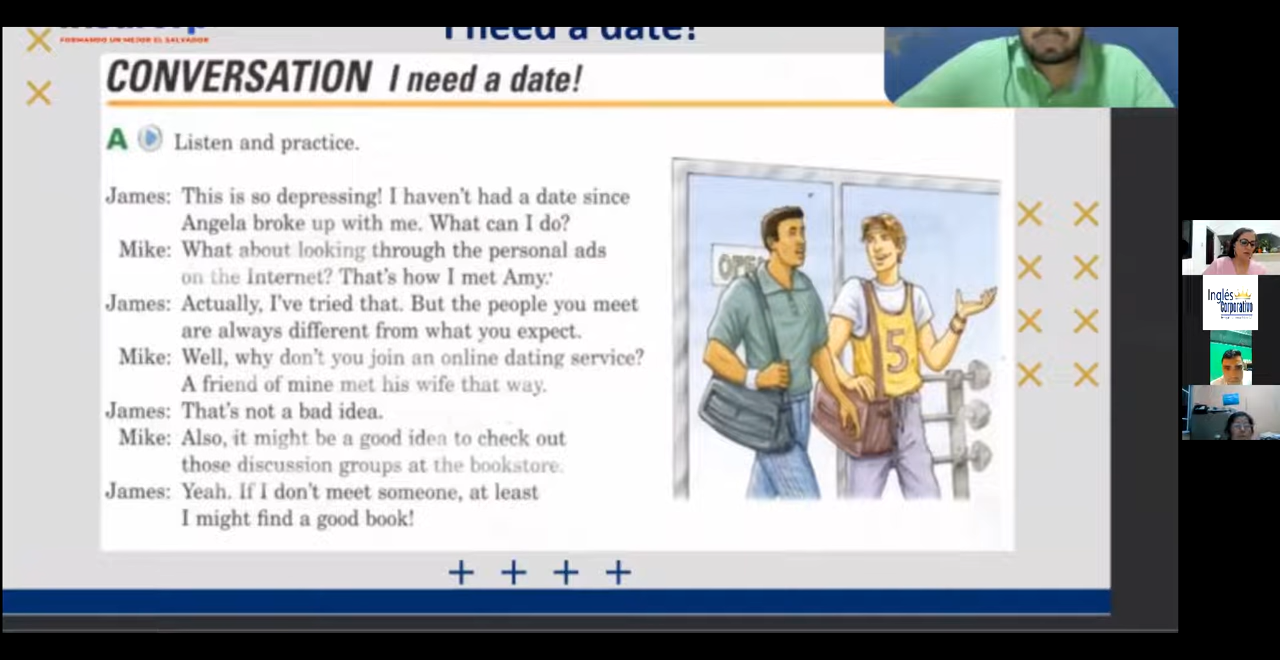 FORMANDO UN MEJOR EL SALVADOR
I need a date!
CONVERSATION I need a date!
A Listen and practice.
James: This is so depressing! I haven't had a date since
Angela broke up with me. What can I do?
Mike: What about looking through the personal ads
on the Internet? That's how I met Amy.
James: Actually, I've tried that. But the people you meet
are always different from what you expect.
Mike: Well, why don't you join an online dating service?
A friend of mine met his wife that way.
James: That's not a bad idea.
Mike: Also, it might be a good idea to check out
those discussion groups at the bookstore.
James: Yeah. If I don't meet someone, at least
I might find a good book!
5
Inglés
Corporativo